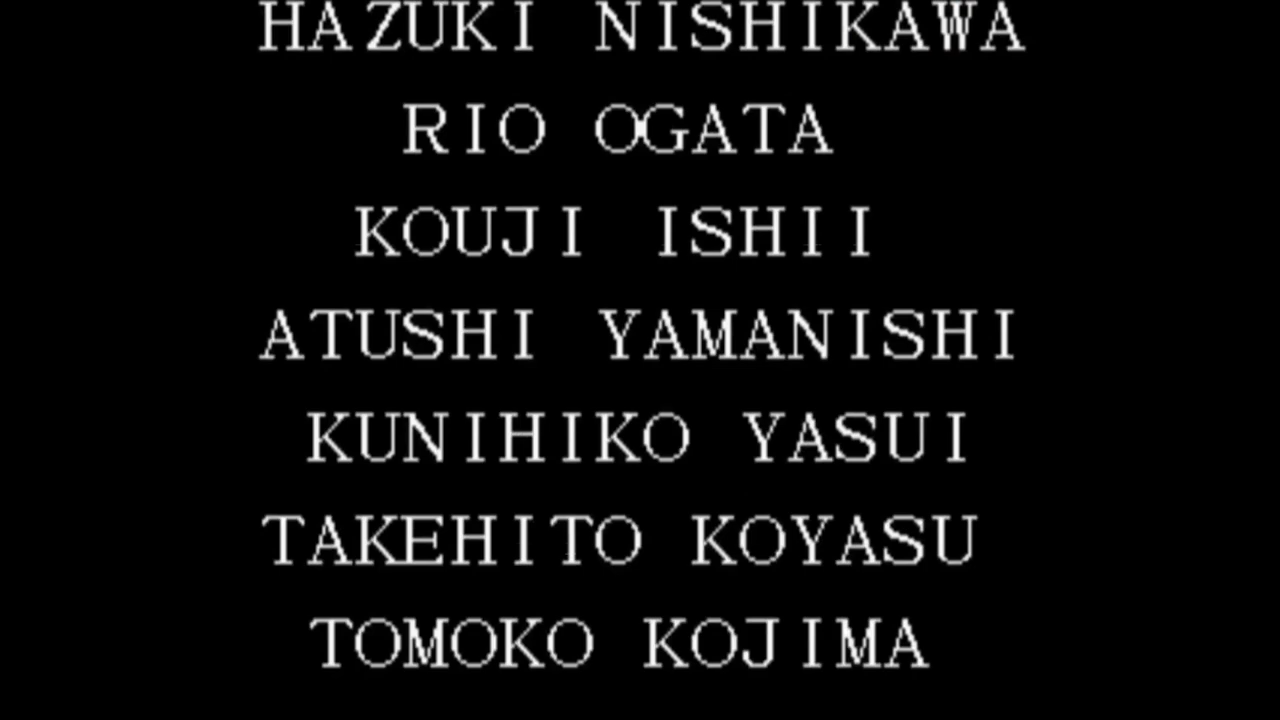 HAZUKI NISHIKAWA
RIO OGATA
KOUJI ISHII
ATUSHI YAMANISHI
KUNIHIKO YASUI
TAKEHITO KOYASU
TOMOKO KOJIMA